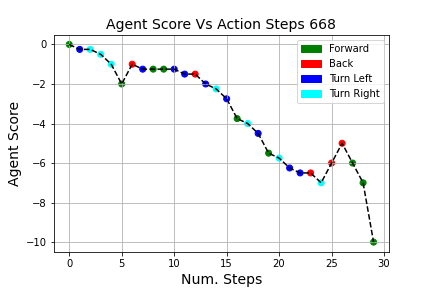 Agent Score Vs Action Steps 668
Forward
Back
Turn Left
Turn Right
Agent Score
0
−2
−4
−6
−8
−10
0 5 10 15 20 25 30
Num. Steps